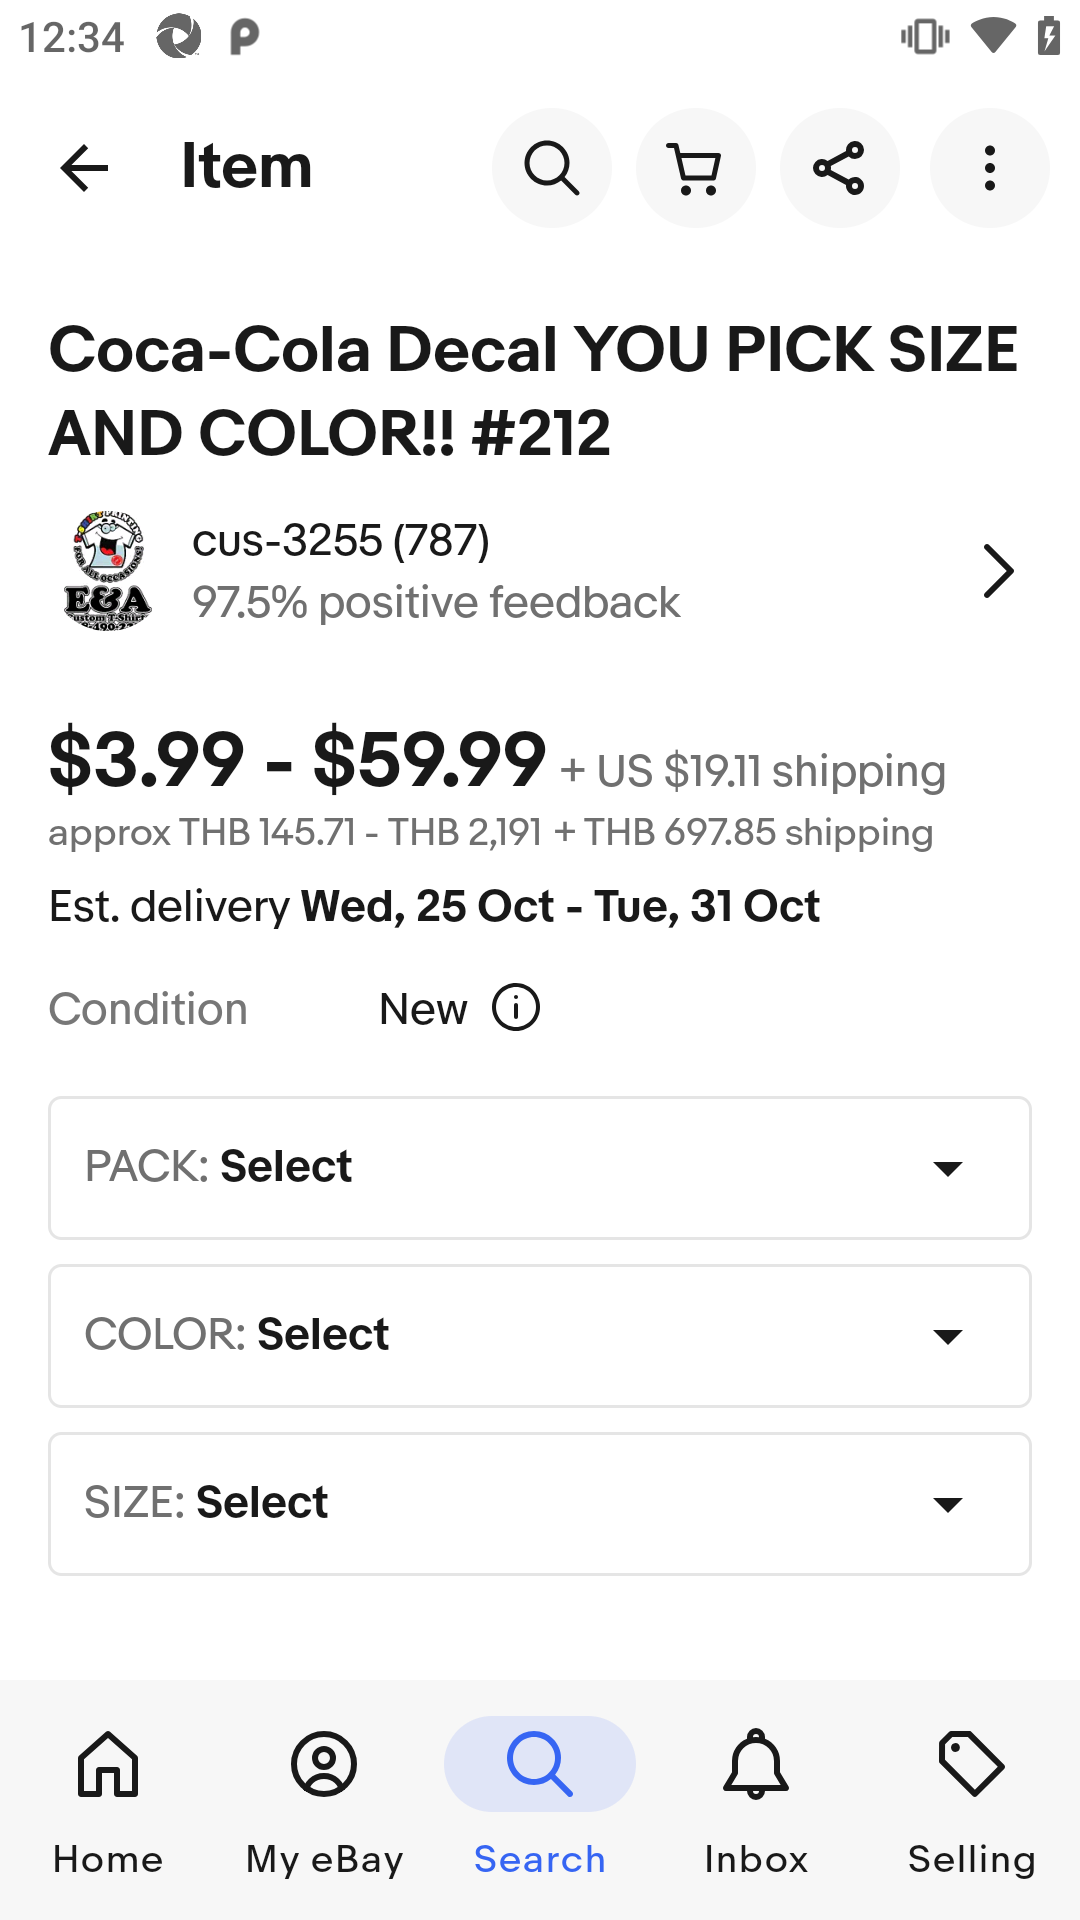 12:34
Item
Coca-Cola Decal YOU PICK SIZE
AND COLOR!! #212
cus-3255 (787)
97.5% positive feedback
E&A
$3.99 - $59.99 + US $19.11 shipping
approx THB 145.71 - THB 2,191 + THB 697.85 shipping
Est. delivery Wed, 25 Oct - Tue, 31 Oct
Condition New
PACK: Select
COLOR: Select
SIZE: Select
Home My eBay Search Inbox Selling